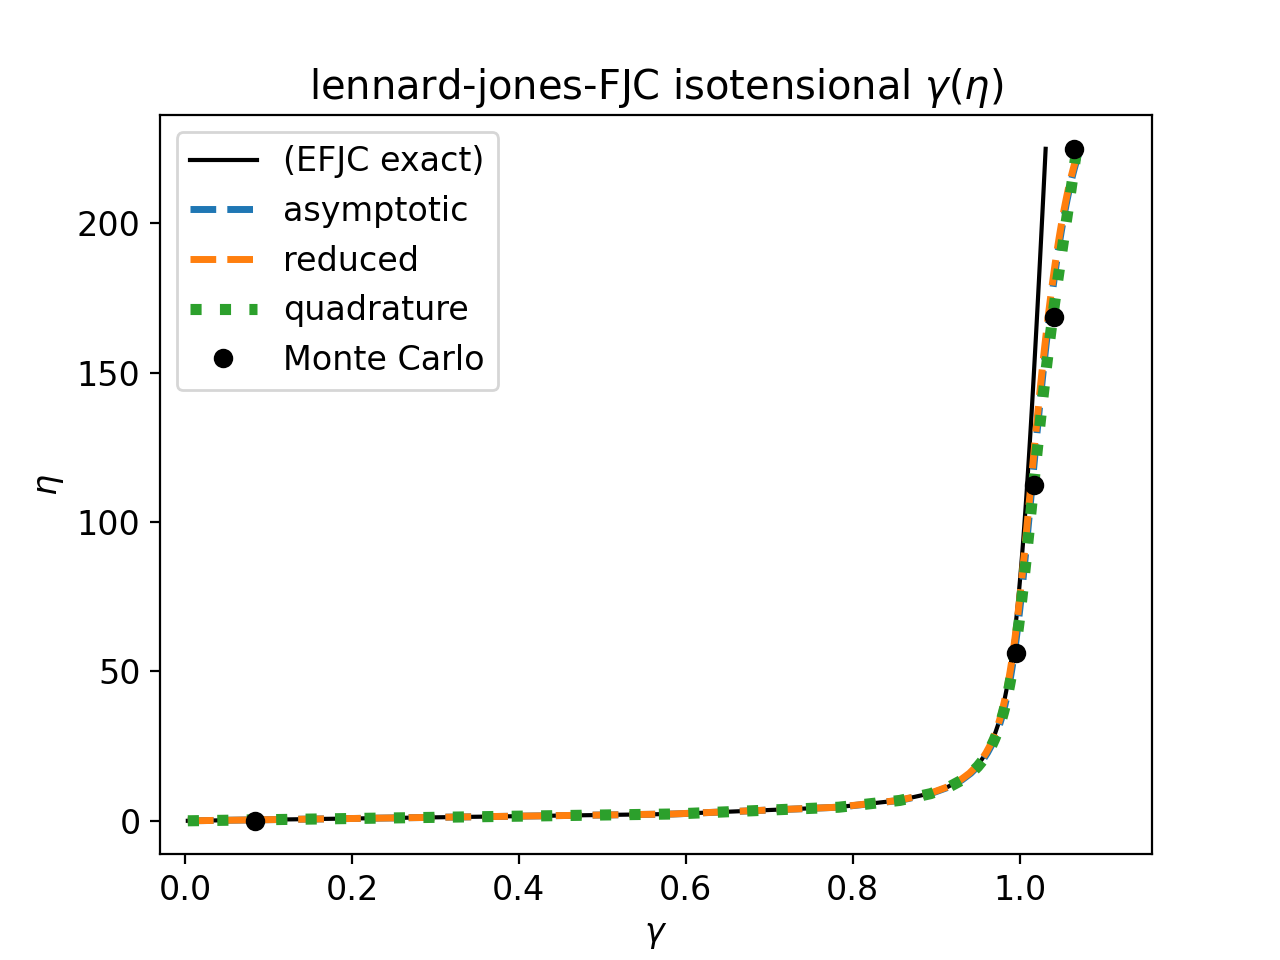 lennard-jones-FJC isotensional γ(η)
(EFJC exact)
asymptotic
reduced
quadrature
Monte Carlo
η
200
150
100
50
0
0.0 0.2 0.4 0.6 0.8 1.0
γ